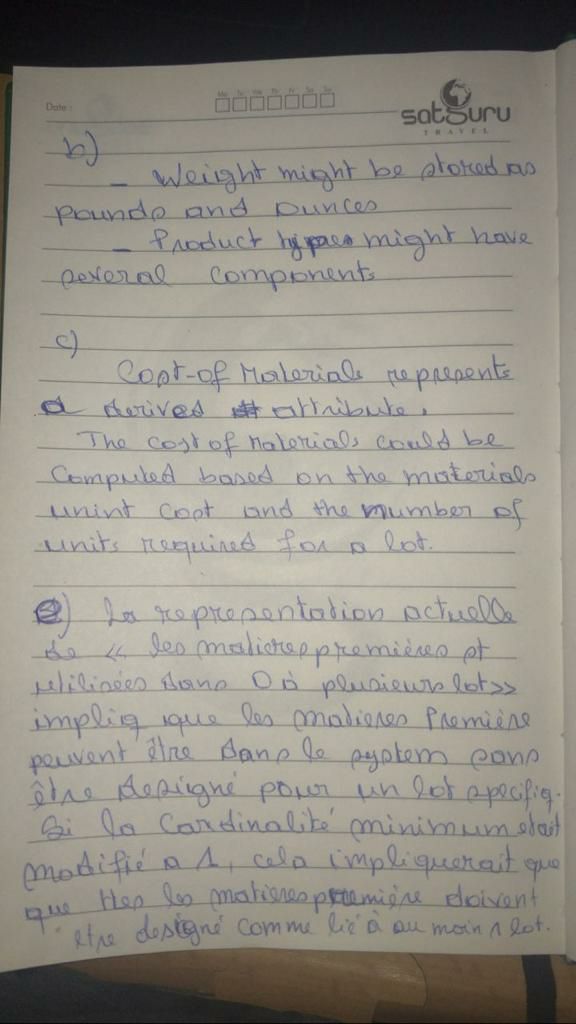 Date :
Mo Tu We Th Fr Sa Su
satguru
TRAVEL
b)
- Weight might be stored as
pounds and ounces
- Product types might have
several components
c)
Cost-of Materials represents
a derived attribute.
The cost of materials could be
Computed based on the materials
unint cost and the number of
units required for a lot.
e) La representation actuelle
de << les matieres premières st
utilisées dans 0 à plusieurs lot>>
impliq que les matieres Première
peuvent être dans le system sans
être designé pour un lot specifiq.
Si la Cardinalité minimum etait
modifié a 1, cela impliquerait que
que ttes les matieres première doivent
être designé comme lié à au moin 1 lot.